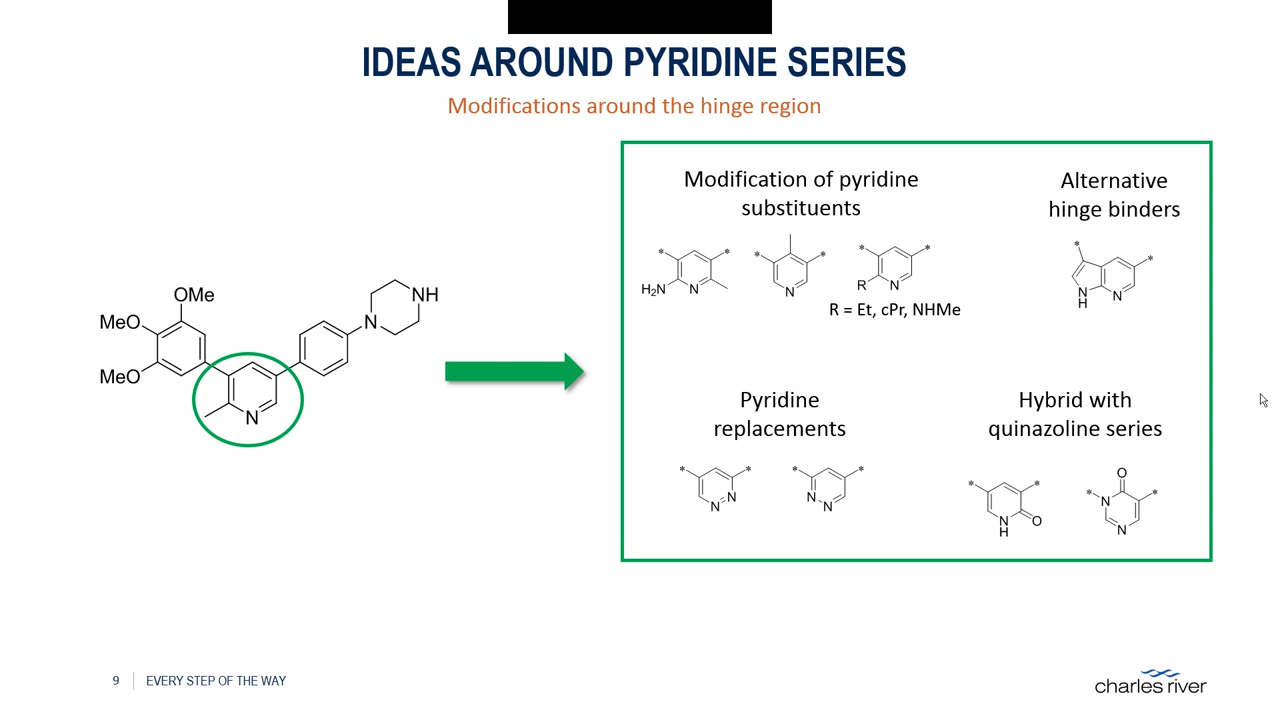 IDEAS AROUND PYRIDINE SERIES
Modifications around the hinge region
Modification of pyridine
substituents
Alternative
hinge binders
H₂N
N
N
R
N
R = Et, cPr, NHMe
N
H
N
OMe
MeO
MeO
N
N
NH
Pyridine
replacements
Hybrid with
quinazoline series
N
N
N
N
N
H
O
O
N
N
9
EVERY STEP OF THE WAY
charles river